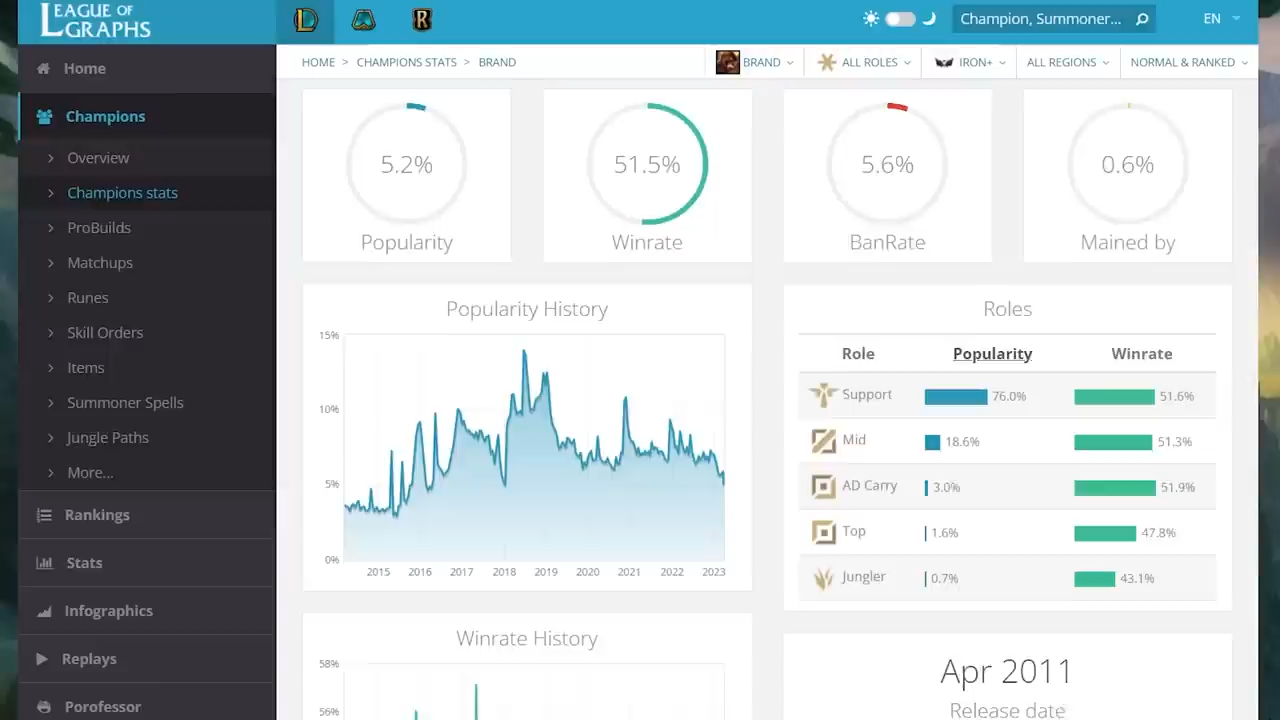 LEAGUE OF
GRAPHS
Champion, Summoner...
EN
HOME > CHAMPIONS STATS > BRAND
BRAND
ALL ROLES
IRON+
ALL REGIONS
NORMAL & RANKED
Home
Champions
Overview
Champions stats
ProBuilds
Matchups
Runes
Skill Orders
Items
Summoner Spells
Jungle Paths
More...
Rankings
Stats
Infographics
Replays
Porofessor
5.2%
Popularity
51.5%
Winrate
5.6%
BanRate
0.6%
Mained by
Popularity History
15%
10%
5%
0%
2015 2016 2017 2018 2019 2020 2021 2022 2023
Roles
Role Popularity Winrate
Support 76.0% 51.6%
Mid 18.6% 51.3%
AD Carry 3.0% 51.9%
Top 1.6% 47.8%
Jungler 0.7% 43.1%
Winrate History
58%
56%
Apr 2011
Release date